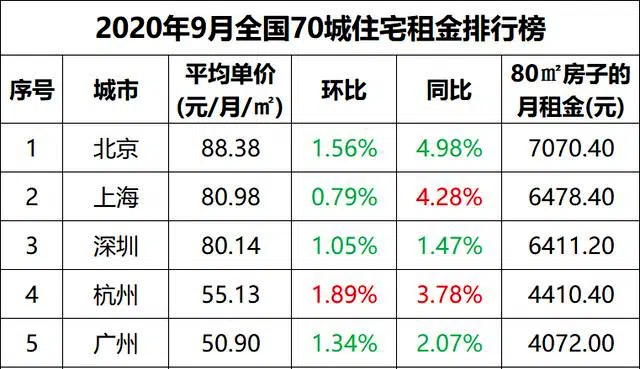 2020年9月全国70城住宅租金排行榜
序号 城市 平均单价(元/月/㎡) 环比 同比 80㎡房子的月租金(元)
1 北京 88.38 1.56% 4.98% 7070.40
2 上海 80.98 0.79% 4.28% 6478.40
3 深圳 80.14 1.05% 1.47% 6411.20
4 杭州 55.13 1.89% 3.78% 4410.40
5 广州 50.90 1.34% 2.07% 4072.00